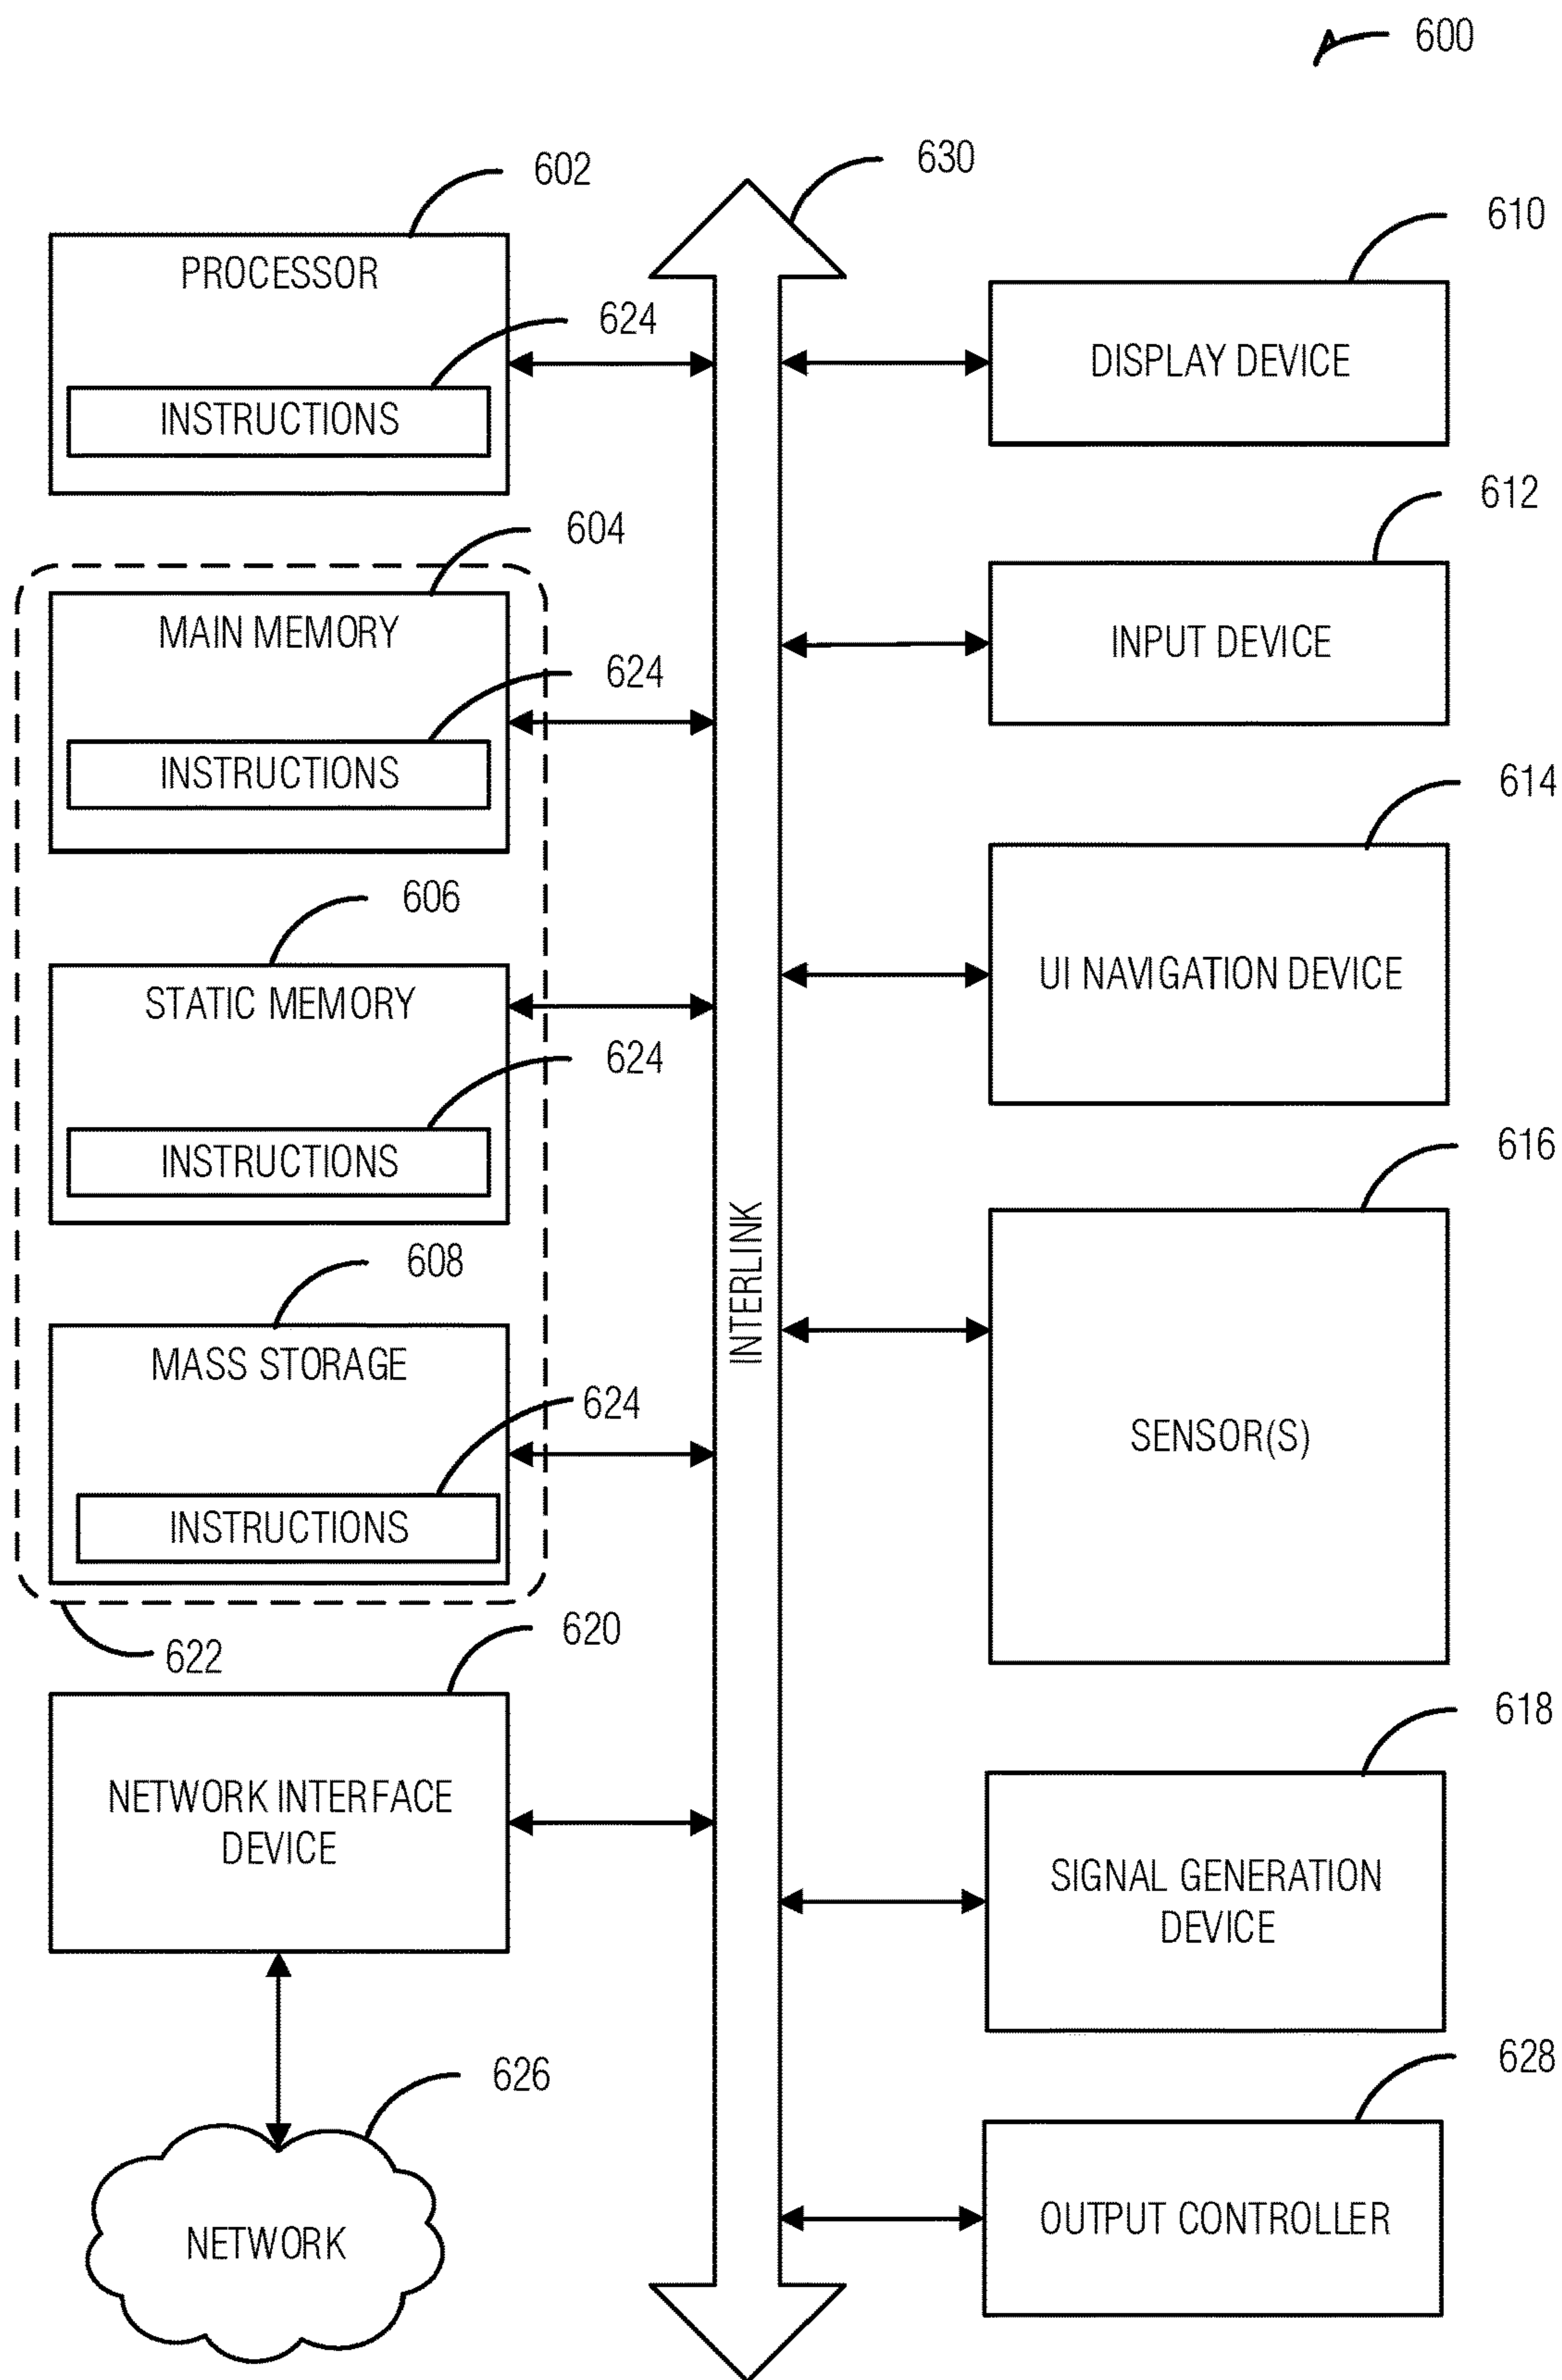 600
602
630
610
PROCESSOR
624
INSTRUCTIONS
DISPLAY DEVICE
604
612
MAIN MEMORY
624
INSTRUCTIONS
INPUT DEVICE
614
606
STATIC MEMORY
624
INSTRUCTIONS
UI NAVIGATION DEVICE
616
608
MASS STORAGE
624
INSTRUCTIONS
INTERLINK
SENSOR(S)
622
620
618
NETWORK INTERFACE
DEVICE
SIGNAL GENERATION
DEVICE
626
628
NETWORK
OUTPUT CONTROLLER